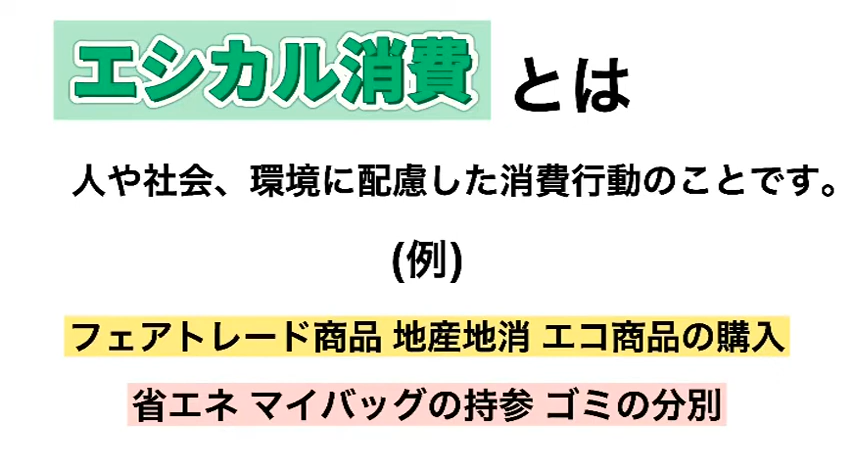 エシカル消費 とは
人や社会、環境に配慮した消費行動のことです。
(例)
フェアトレード商品 地産地消 エコ商品の購入
省エネ マイバッグの持参 ゴミの分別